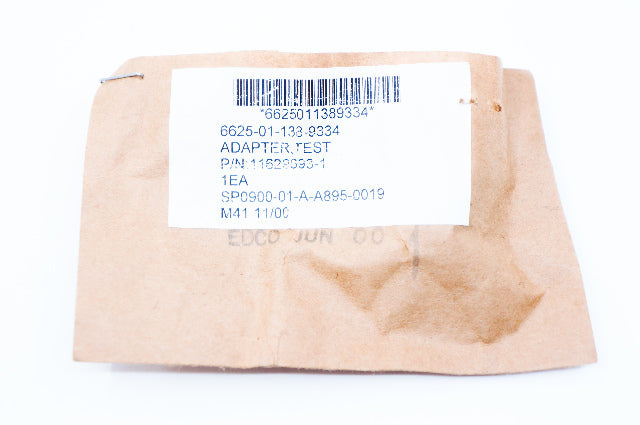 *6625011389334*
6625-01-138-9334
ADAPTER,TEST
P/N:11629693-1
1EA
SP0900-01-A-A895-0019
M41 11/00
EDCO JUN 00